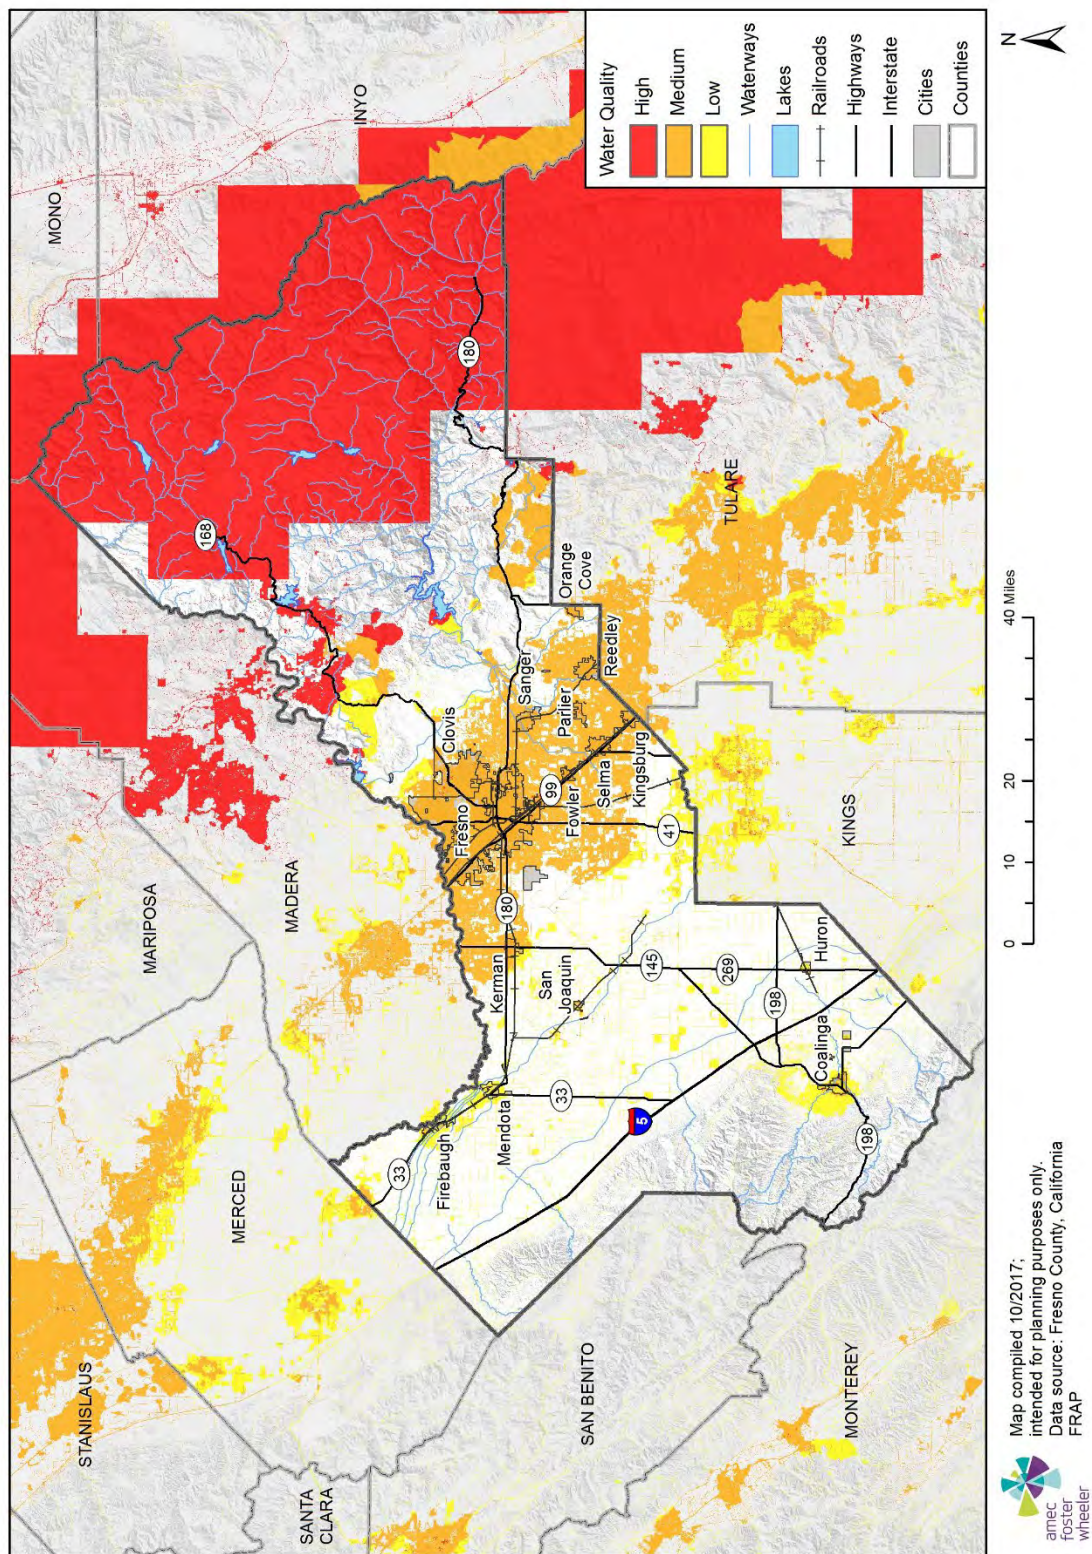 MONO
INYO
MARIPOSA
MADERA
MERCED
STANISLAUS
SANTA
CLARA
SAN BENITO
MONTEREY
KINGS
TULARE
168
180
Clovis
Fresno
Sanger
Orange
Cove
Reedley
Parlier
99
Fowler
Selma
Kingsburg
41
180
Kerman
San
Joaquin
145
269
198
Huron
Coalinga
33
Firebaugh
Mendota
33
5
198
Water Quality
High
Medium
Low
Waterways
Lakes
Railroads
Highways
Interstate
Cities
Counties
N
0
10
20
40 Miles
amec
foster
wheeler
Map compiled 10/2017;
intended for planning purposes only.
Data source: Fresno County, California
FRAP